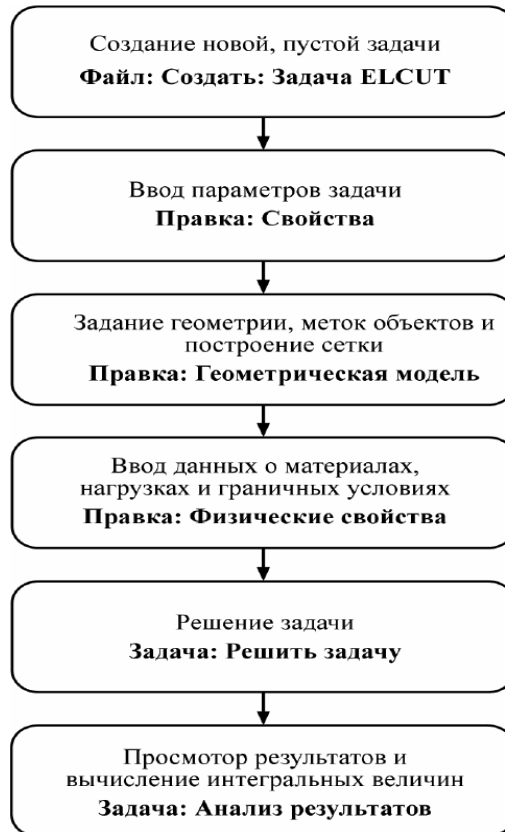 Создание новой, пустой задачи
Файл: Создать: Задача ELCUT
Ввод параметров задачи
Правка: Свойства
Задание геометрии, меток объектов и
построение сетки
Правка: Геометрическая модель
Ввод данных о материалах,
нагрузках и граничных условиях
Правка: Физические свойства
Решение задачи
Задача: Решить задачу
Просмотор результатов и
вычисление интегральных величин
Задача: Анализ результатов